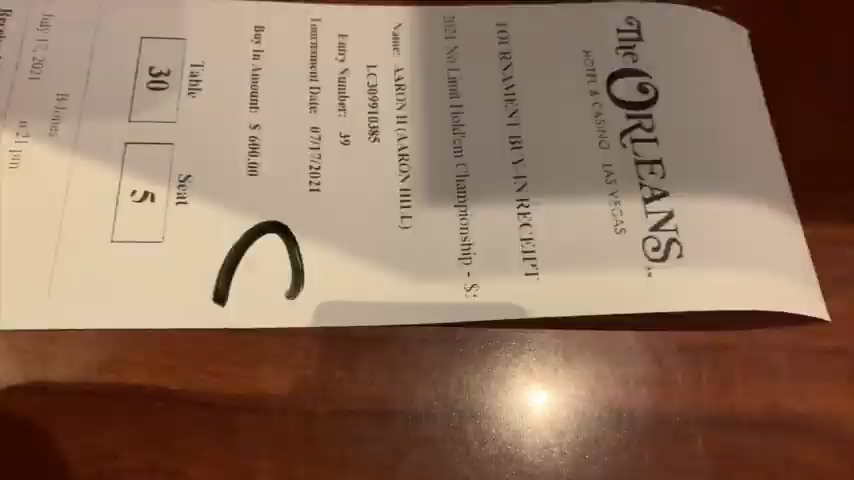 The ORLEANS
HOTEL & CASINO LAS VEGAS
TOURNAMENT BUY-IN RECEIPT
2021 No Limit Hold'em Championship - $
Name: AARON H (AARON HILL)
LC309910385
Entry Number: 39
Tournament Date: 07/17/2021
Buy In Amount: $ 600.00
Table Seat
30 5
July 17, 2021